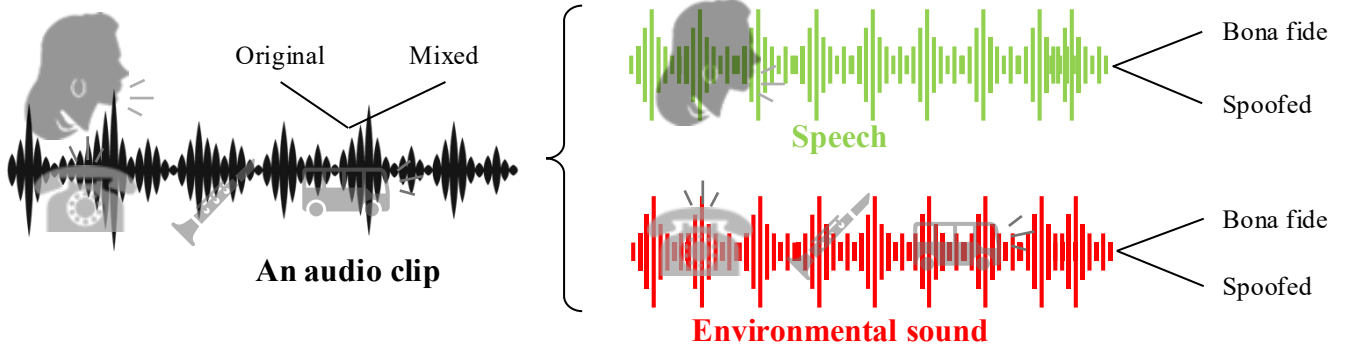 Original
Mixed
An audio clip
Speech
Bona fide
Spoofed
Environmental sound
Bona fide
Spoofed